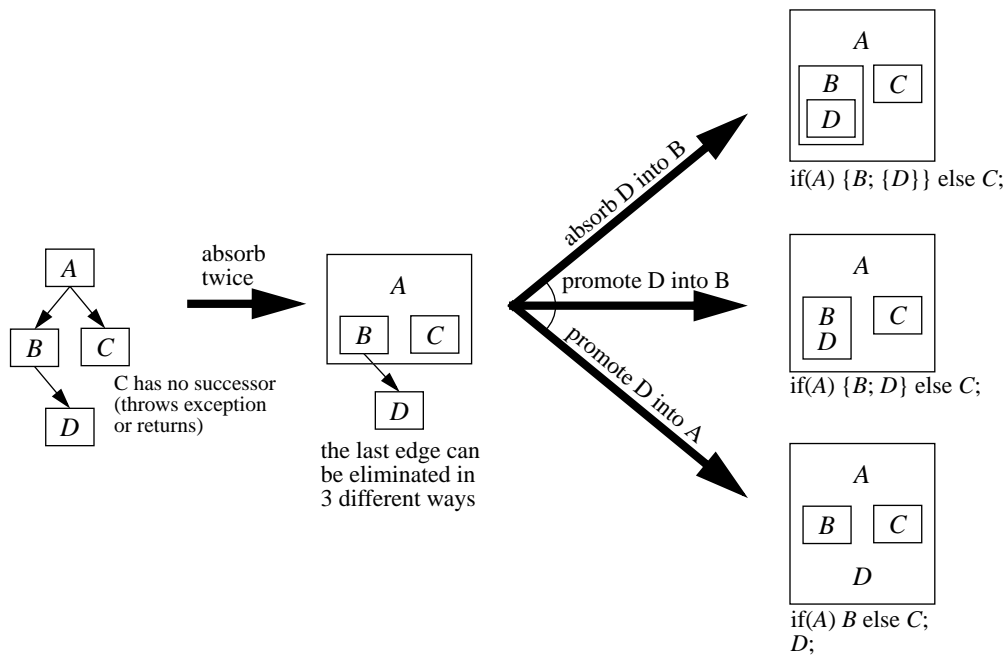 A
B
C
D
C has no successor
(throws exception
or returns)
absorb
twice
A
B
C
D
the last edge can
be eliminated in
3 different ways
absorb D into B
promote D into B
promote D into A
A
B
C
D
if(A) {B; {D}} else C;
A
B
C
D
if(A) {B; D} else C;
A
B
C
D
if(A) B else C;
D;